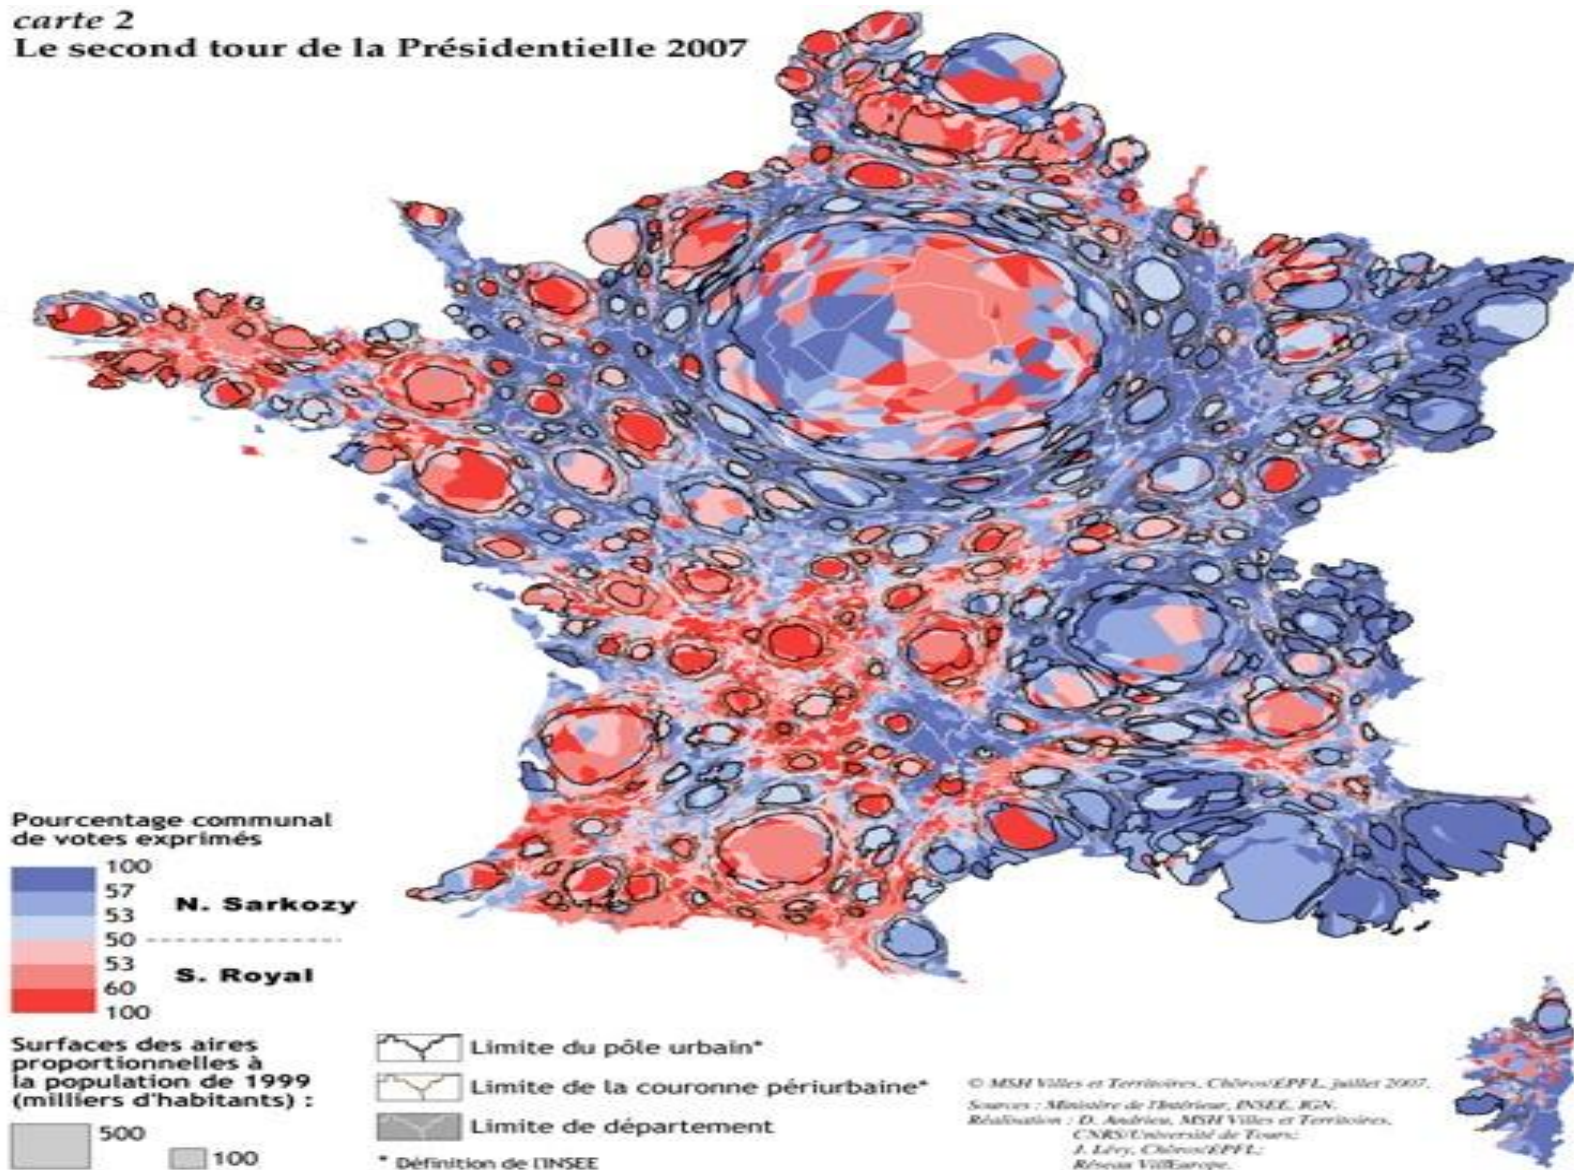 carte 2
Le second tour de la Présidentielle 2007
Pourcentage communal
de votes exprimés
100
57
53
50
53
60
100
N. Sarkozy
S. Royal
Surfaces des aires
proportionnelles à
la population de 1999
(milliers d'habitants) :
500
100
Limite du pôle urbain*
Limite de la couronne périurbaine*
Limite de département
* Définition de l'INSEE
© MSH Villes et Territoires, Chôros/ÉPFL, juillet 2007.
Sources : Ministère de l'Intérieur, INSEE, IGN.
Réalisation : D. Andrieu, MSH Villes et Territoires,
CNRS/Université de Tours;
J. Lévy, Chôros/ÉPFL;
Réseau VillEurope.